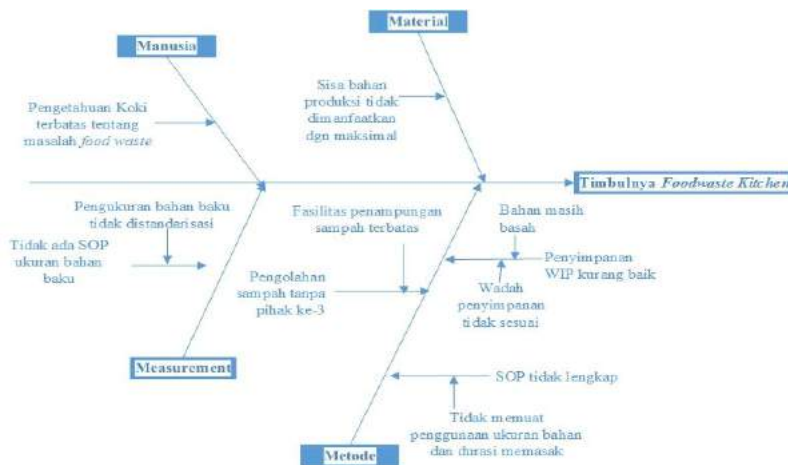 Material
Manusia
Sisa bahan
produksi tidak
dimanfaatkan
dgn maksimal
Pengetahuan Koki
terbatas tentang
masalah food waste
Timbulnya Foodwaste Kitchen
Pengukuran bahan baku
tidak distandarisasi
Tidak ada SOP
ukuran bahan
baku
Fasilitas penampungan
sampah terbatas
Bahan masih
basah
Penyimpanan
WIP kurang baik
Pengolahan
sampah tanpa
pihak ke-3
Wadah
penyimpanan
tidak sesuai
Measurement
SOP tidak lengkap
Tidak memuat
penggunaan ukuran bahan
dan durasi memasak
Metode